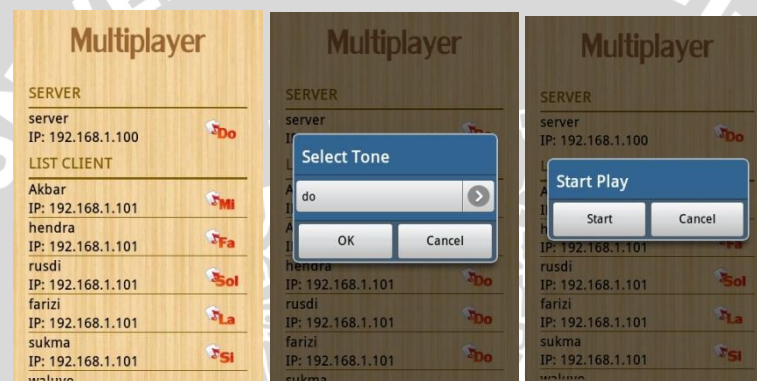 Multiplayer
SERVER
server
IP: 192.168.1.100
Do
LIST CLIENT
Akbar
IP: 192.168.1.101
Mi
hendra
IP: 192.168.1.101
Fa
rusdi
IP: 192.168.1.101
Sol
farizi
IP: 192.168.1.101
La
sukma
IP: 192.168.1.101
Si
Multiplayer
SERVER
server
Select Tone
do
OK
Cancel
hendra
IP: 192.168.1.101
Do
rusdi
IP: 192.168.1.101
Do
farizi
IP: 192.168.1.101
Do
Multiplayer
SERVER
server
IP: 192.168.1.100
Do
Start Play
Start
Cancel
IP: 192.168.1.101
Fa
rusdi
IP: 192.168.1.101
Sol
farizi
IP: 192.168.1.101
La
sukma
IP: 192.168.1.101
Si